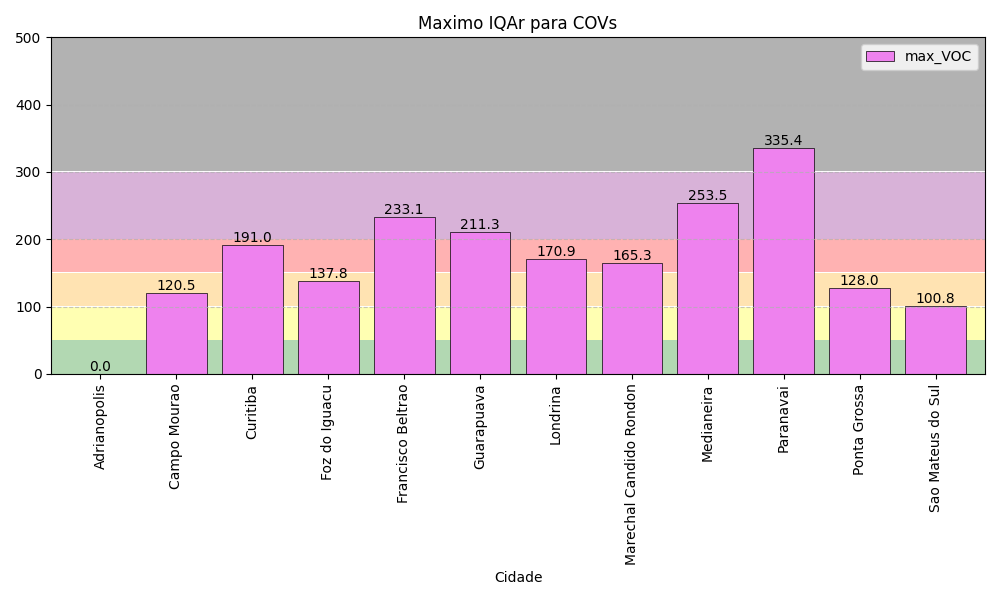 Maximo IQAr para COVs
max_VOC
500
400
300
200
100
0
0.0
120.5
191.0
137.8
233.1
211.3
170.9
165.3
253.5
335.4
128.0
100.8
Adrianopolis
Campo Mourao
Curitiba
Foz do Iguacu
Francisco Beltrao
Guarapuava
Londrina
Marechal Candido Rondon
Medianeira
Paranavai
Ponta Grossa
Sao Mateus do Sul
Cidade